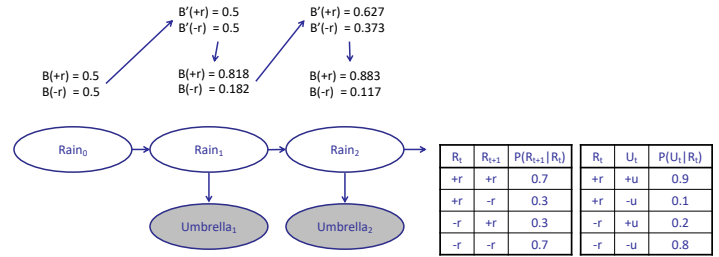 B'(+r) = 0.5
B'(-r) = 0.5
B'(+r) = 0.627
B'(-r) = 0.373
B(+r) = 0.5
B(-r) = 0.5
B(+r) = 0.818
B(-r) = 0.182
B(+r) = 0.883
B(-r) = 0.117
Rain₀
Rain₁
Rain₂
Umbrella₁
Umbrella₂
Rₜ Rₜ₊₁ P(Rₜ₊₁|Rₜ)
+r +r 0.7
+r -r 0.3
-r +r 0.3
-r -r 0.7
Rₜ Uₜ P(Uₜ|Rₜ)
+r +u 0.9
+r -u 0.1
-r +u 0.2
-r -u 0.8